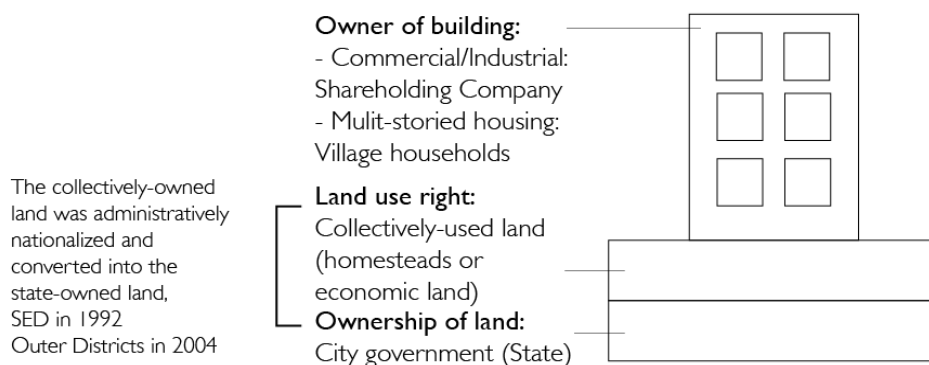 Owner of building:
- Commercial/Industrial:
Shareholding Company
- Mulit-storied housing:
Village households
The collectively-owned
land was administratively
nationalized and
converted into the
state-owned land,
SED in 1992
Outer Districts in 2004
Land use right:
Collectively-used land
(homesteads or
economic land)
Ownership of land:
City government (State)